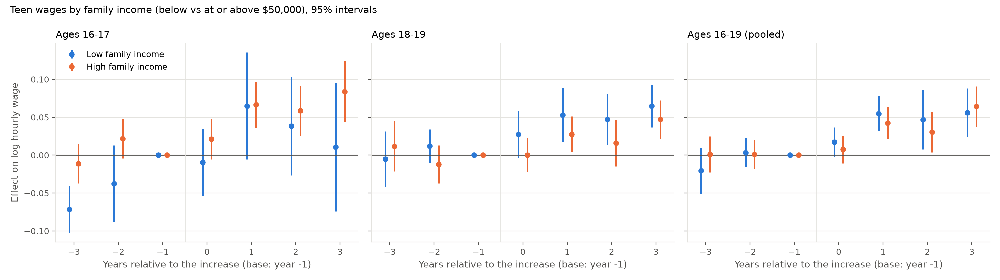 Teen wages by family income (below vs at or above $50,000), 95% intervals
Ages 16-17
Low family income
High family income
Effect on log hourly wage
0.10
0.05
0.00
−0.05
−0.10
−3 −2 −1 0 1 2 3
Years relative to the increase (base: year -1)
Ages 18-19
−3 −2 −1 0 1 2 3
Years relative to the increase (base: year -1)
Ages 16-19 (pooled)
−3 −2 −1 0 1 2 3
Years relative to the increase (base: year -1)